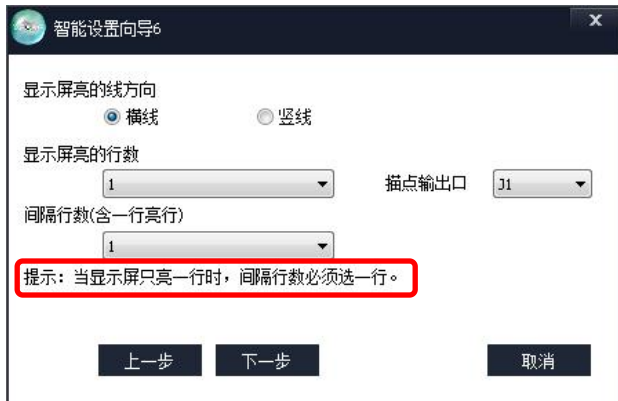 智能设置向导6
x
显示屏亮的线方向
横线 竖线
显示屏亮的行数
1 描点输出口 J1
间隔行数(含一行亮行)
1
提示：当显示屏只亮一行时，间隔行数必须选一行。
上一步 下一步 取消